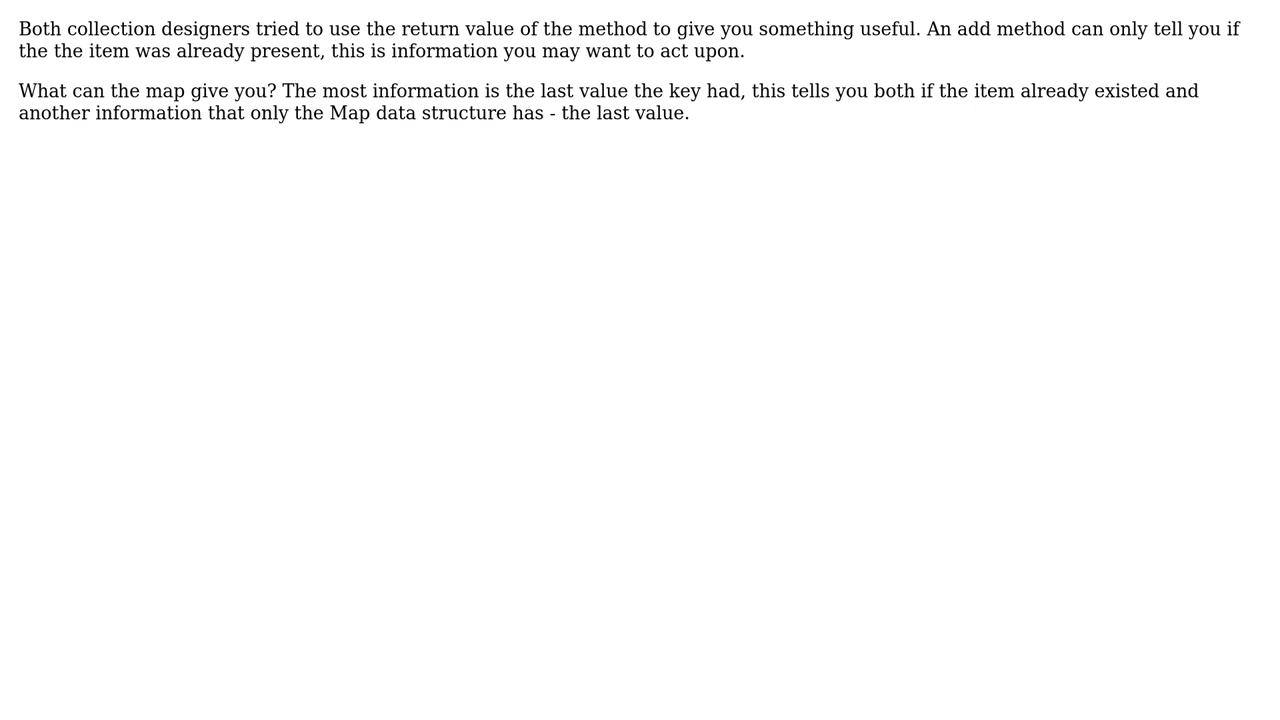 Both collection designers tried to use the return value of the method to give you something useful. An add method can only tell you if
the the item was already present, this is information you may want to act upon.
What can the map give you? The most information is the last value the key had, this tells you both if the item already existed and
another information that only the Map data structure has - the last value.